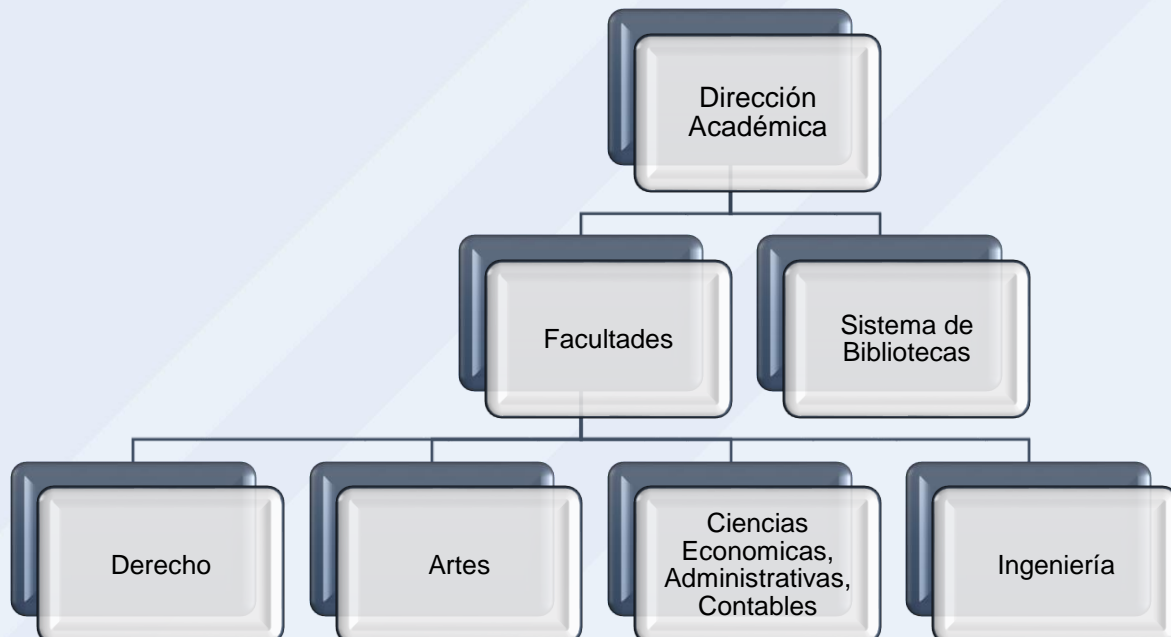 Dirección
Académica
Facultades
Sistema de
Bibliotecas
Derecho
Artes
Ciencias
Economicas,
Administrativas,
Contables
Ingeniería